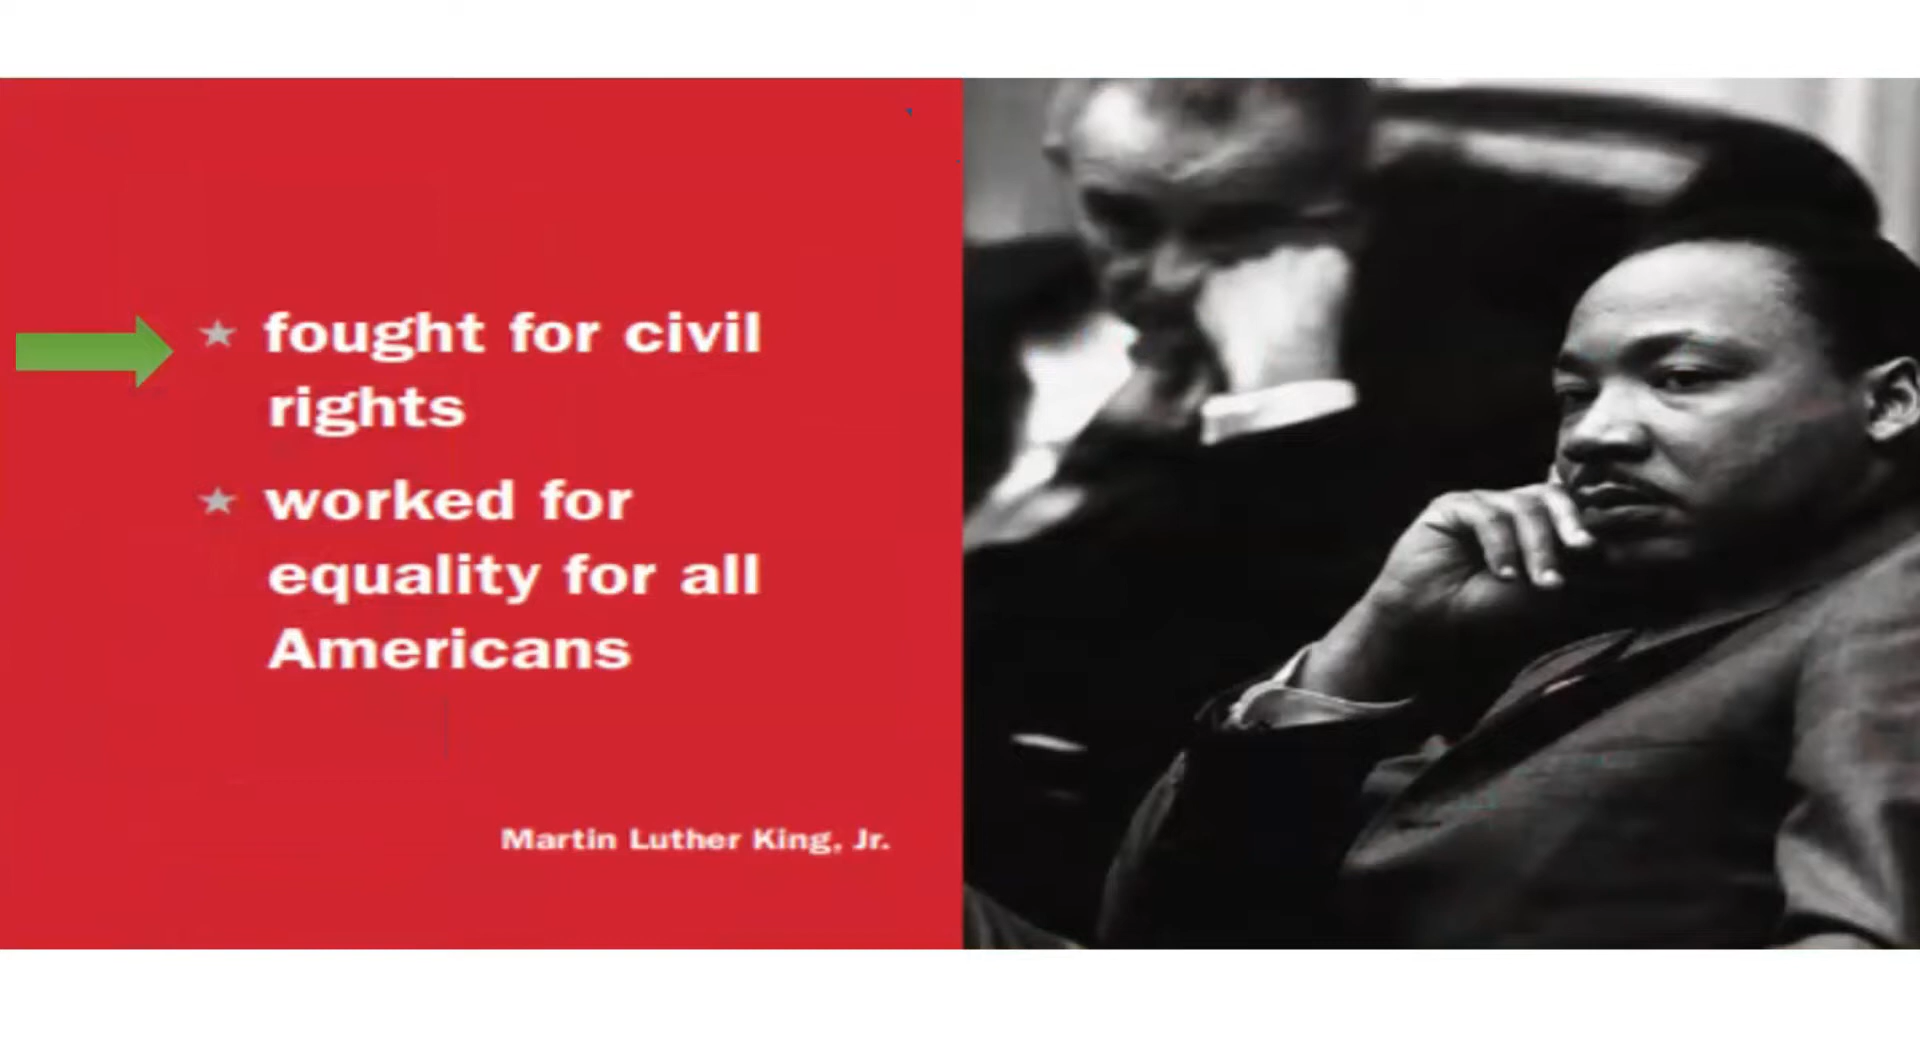 fought for civil
rights
worked for
equality for all
Americans
Martin Luther King, Jr.